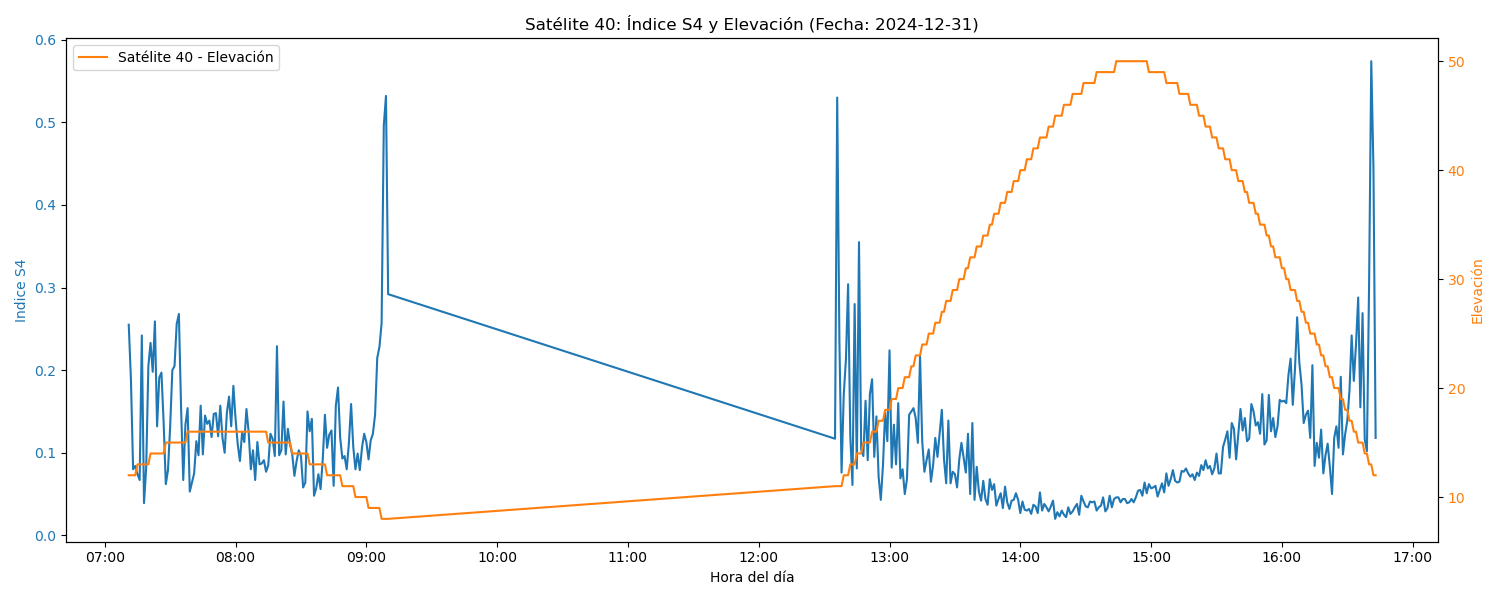 Satélite 40: Índice S4 y Elevación (Fecha: 2024-12-31)
Satélite 40 - Elevación
0.6
0.5
0.4
0.3
0.2
0.1
0.0
Indice S4
50
40
30
20
10
Elevación
07:00 08:00 09:00 10:00 11:00 12:00 13:00 14:00 15:00 16:00 17:00
Hora del día